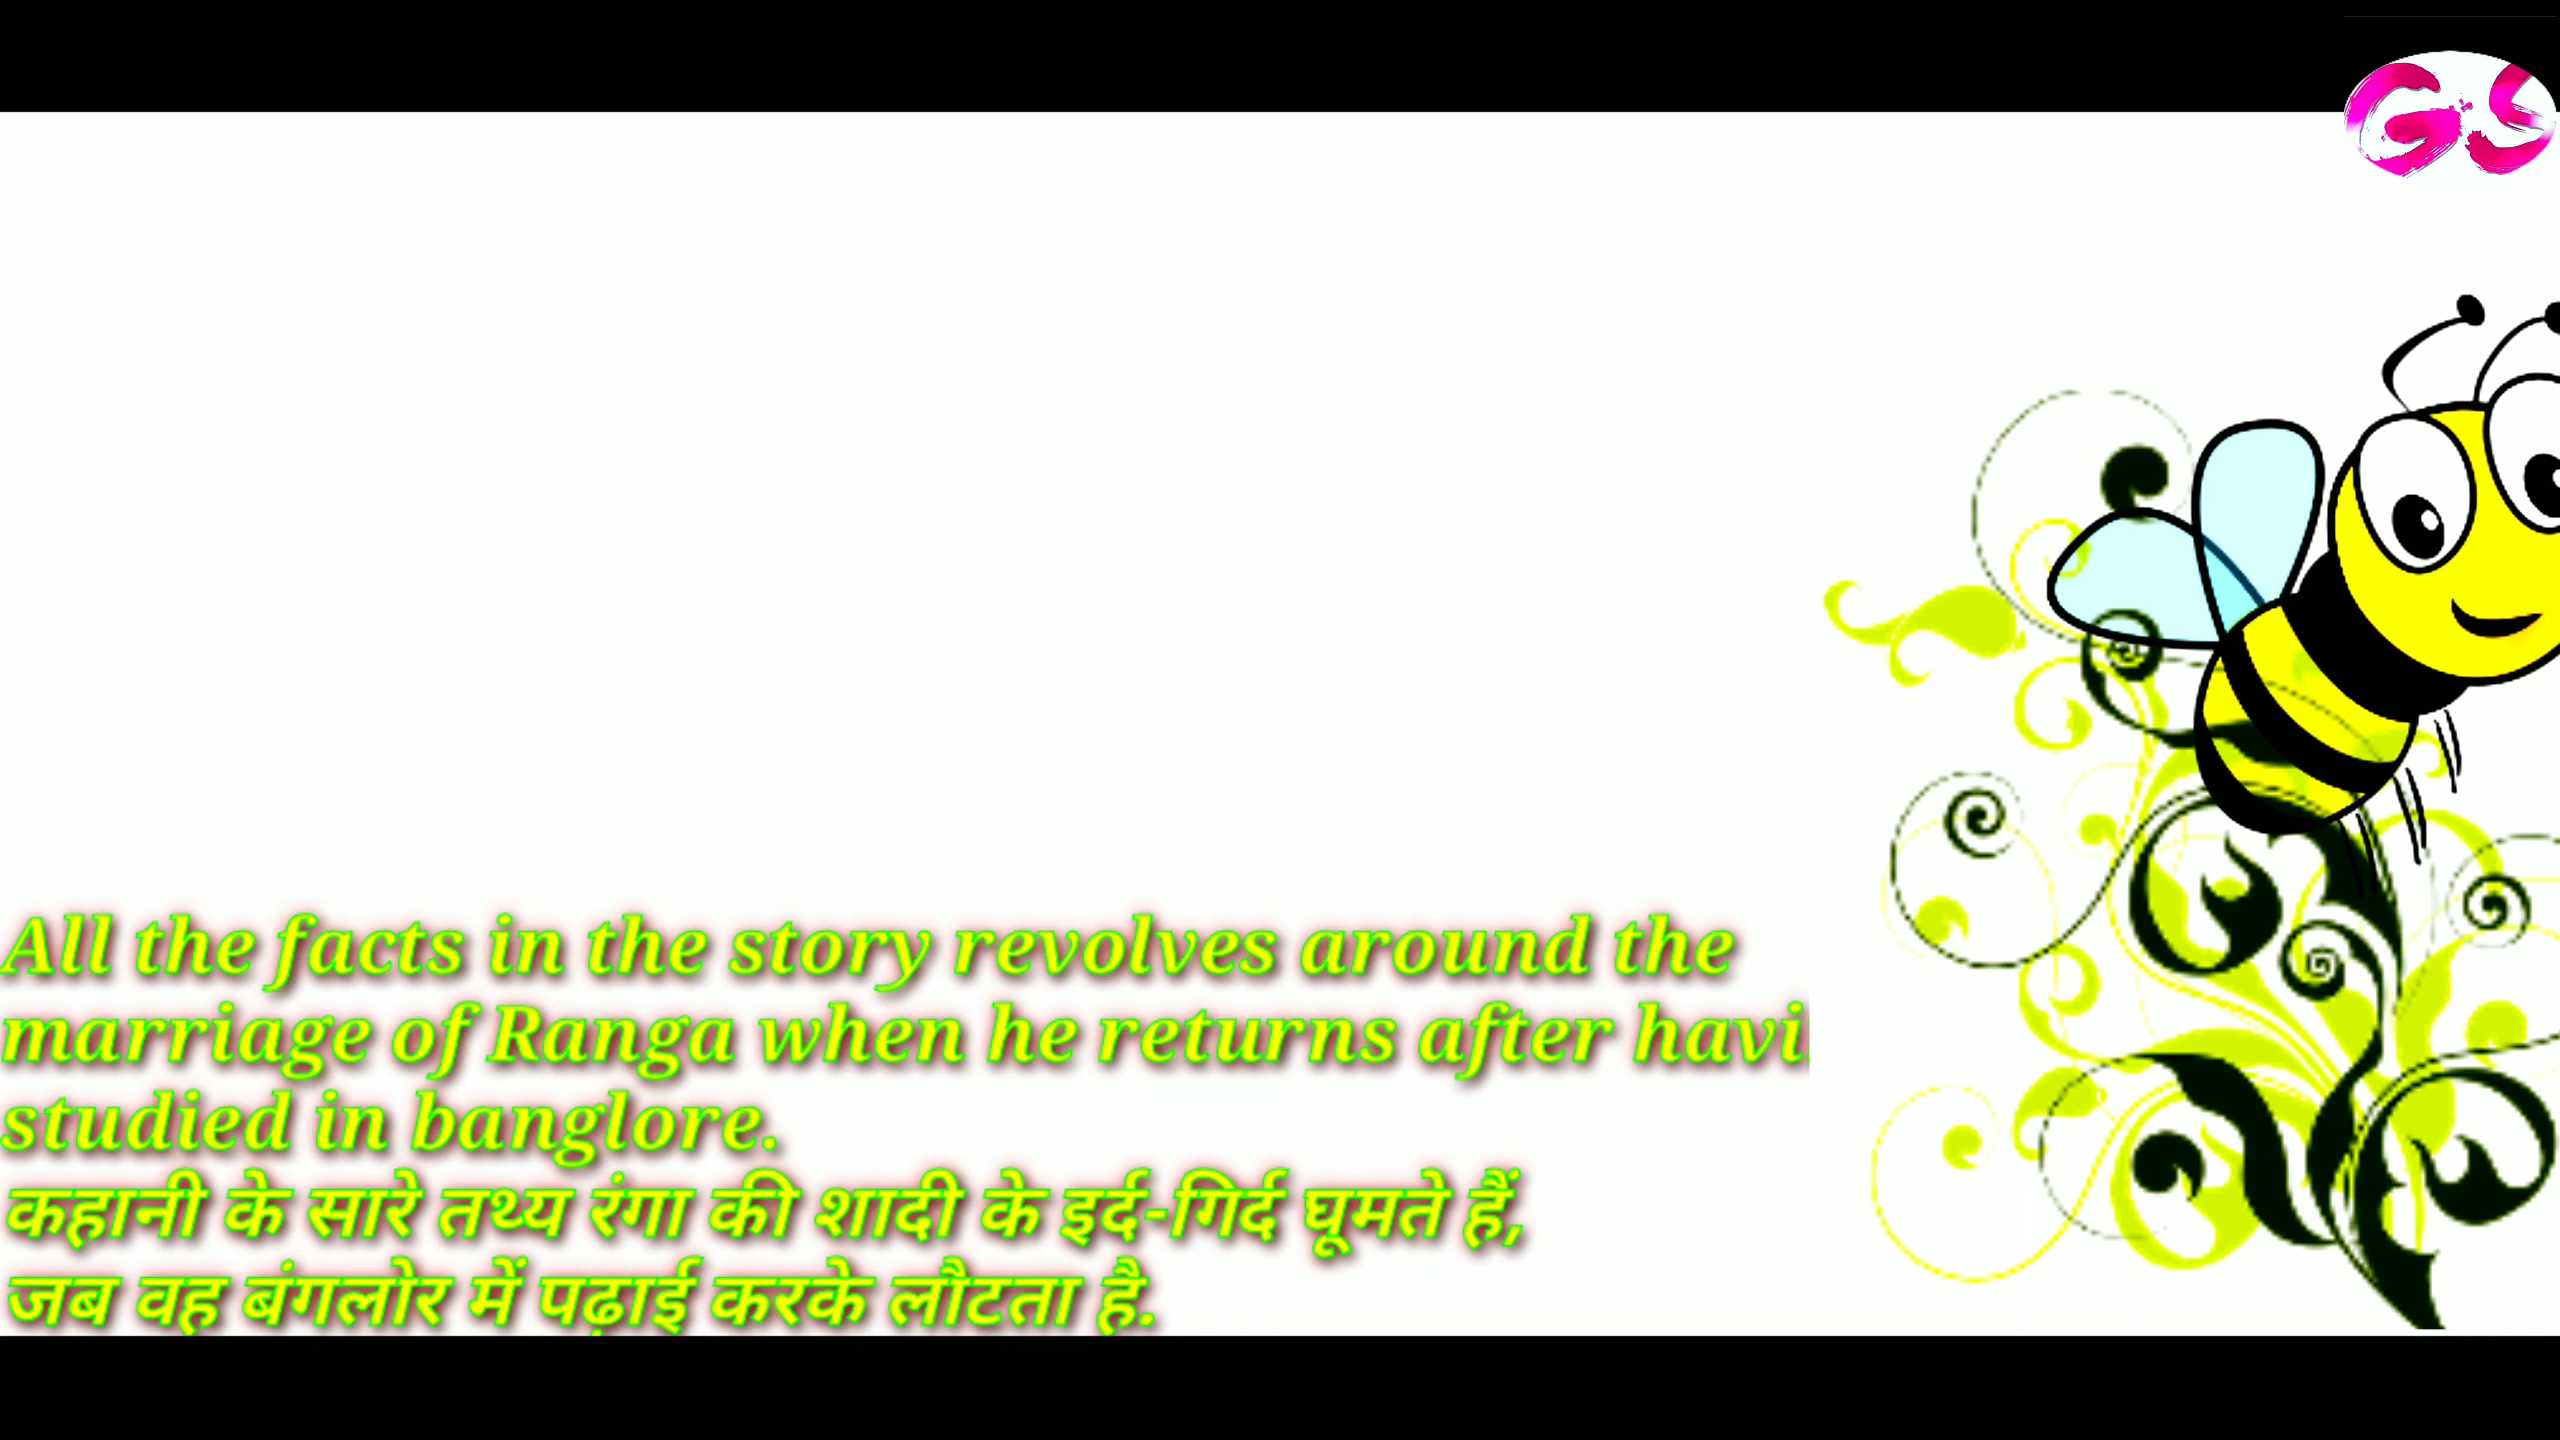 GS
All the facts in the story revolves around the
marriage of Ranga when he returns after
studied in banglore.
कहानी के सारे तथ्य रंगा की शादी के इर्द-गिर्द घूमते हैं,
जब वह बंगलोर में पढ़ाई करके लौटता है.